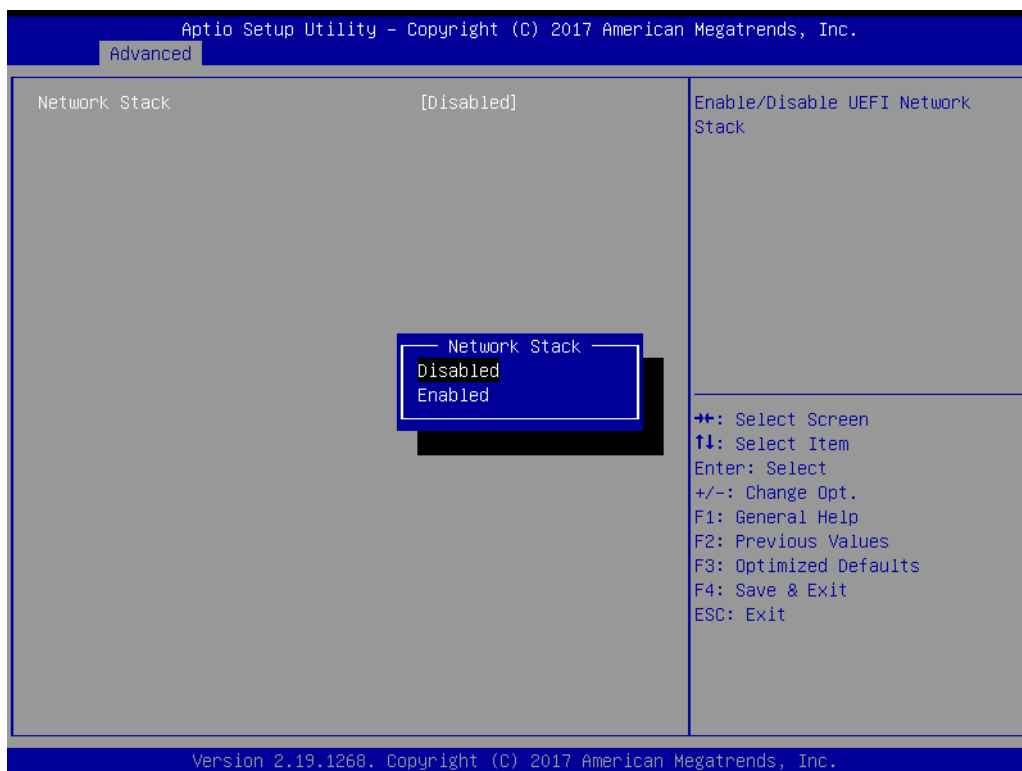 Aptio Setup Utility – Copyright (C) 2017 American Megatrends, Inc.
Advanced
Network Stack [Disabled]
Enable/Disable UEFI Network
Stack
Network Stack
Disabled
Enabled
→←: Select Screen
↑↓: Select Item
Enter: Select
+/-: Change Opt.
F1: General Help
F2: Previous Values
F3: Optimized Defaults
F4: Save & Exit
ESC: Exit
Version 2.19.1268. Copyright (C) 2017 American Megatrends, Inc.